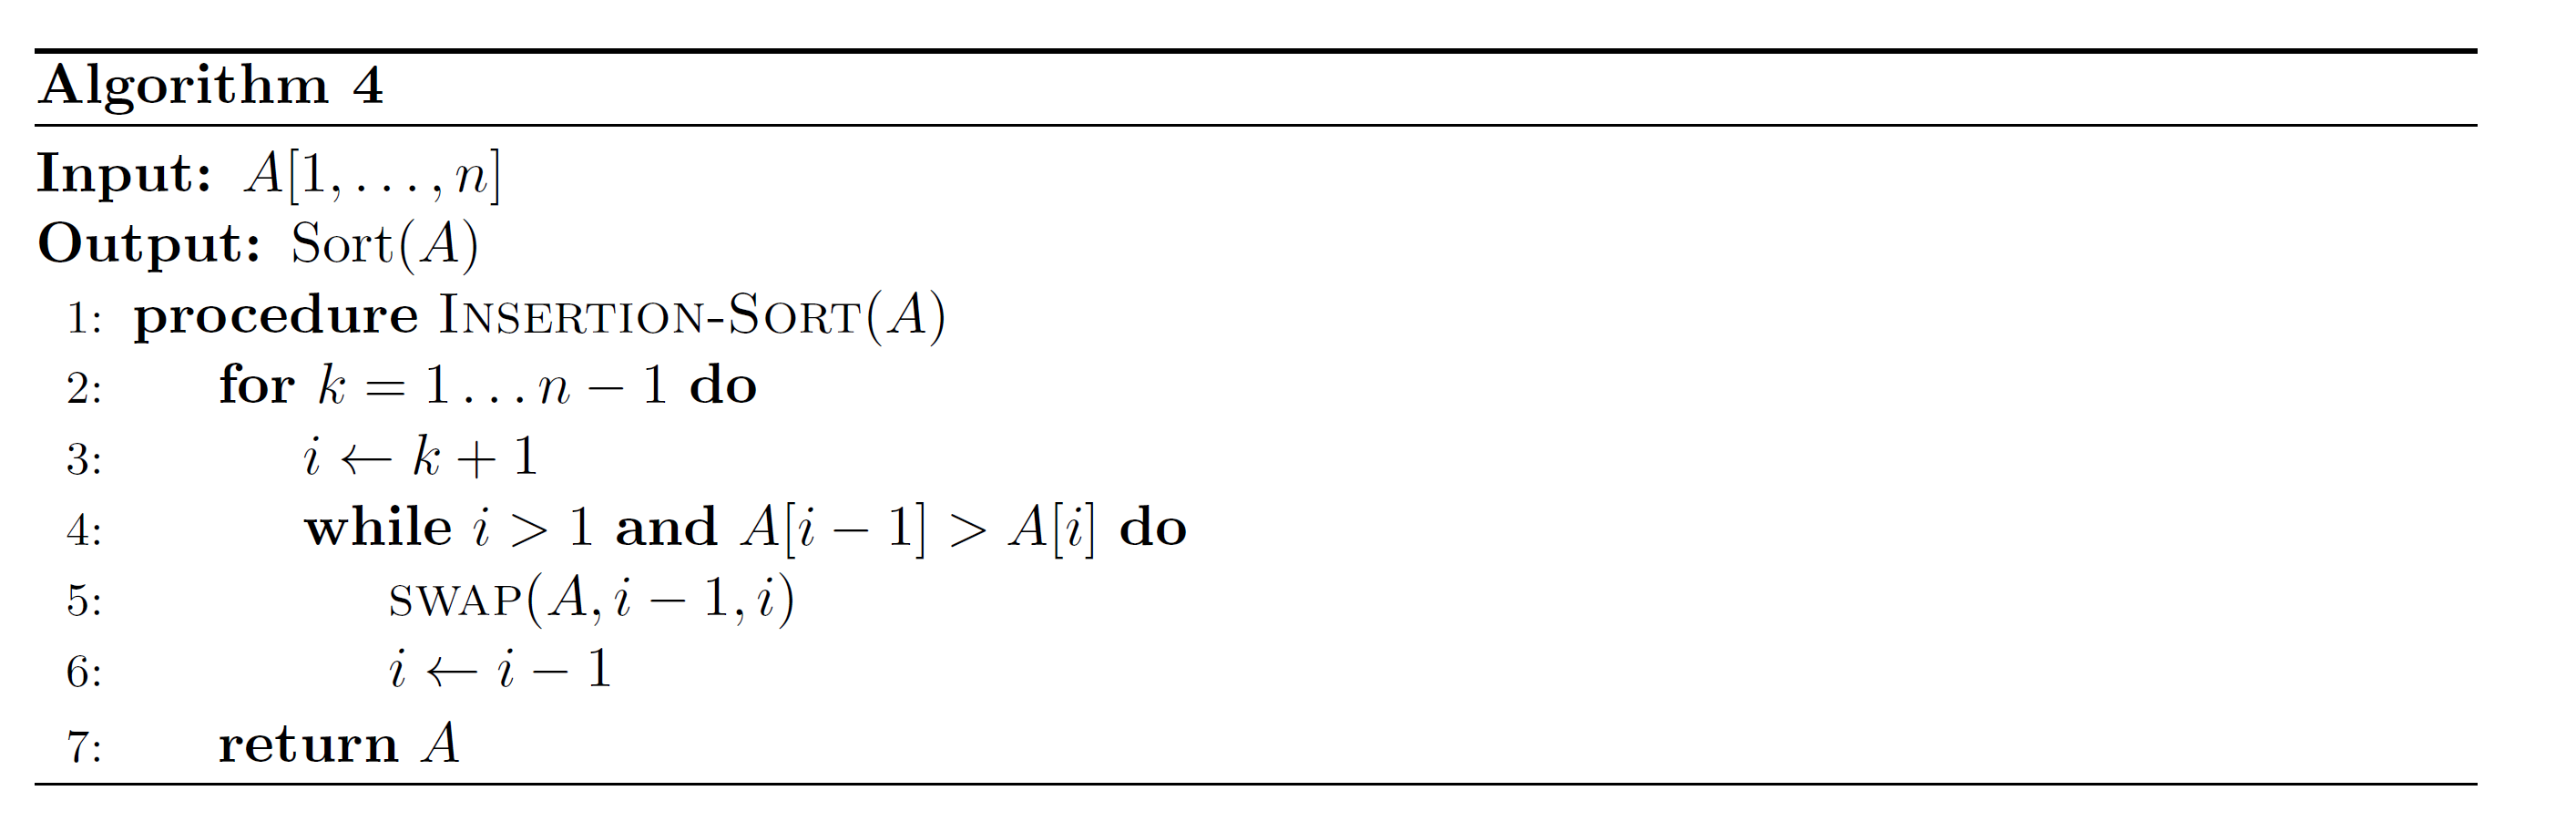 Algorithm 4
Input: A[1, . . . , n]
Output: Sort(A)
1: procedure INSERTION-SORT(A)
2: for k = 1 . . . n − 1 do
3: i ← k + 1
4: while i > 1 and A[i − 1] > A[i] do
5: SWAP(A, i − 1, i)
6: i ← i − 1
7: return A